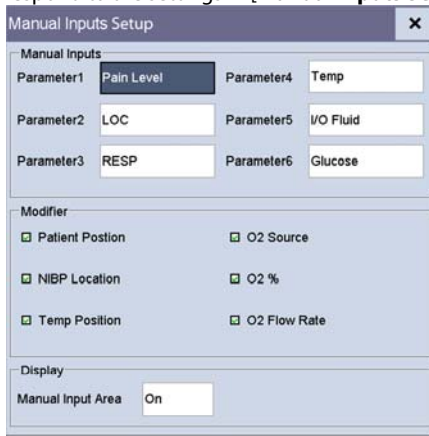 Manual Inputs Setup ×
Manual Inputs
Parameter1 Pain Level Parameter4 Temp
Parameter2 LOC Parameter5 I/O Fluid
Parameter3 RESP Parameter6 Glucose
Modifier
Patient Postion O2 Source
NIBP Location O2 %
Temp Position O2 Flow Rate
Display
Manual Input Area On